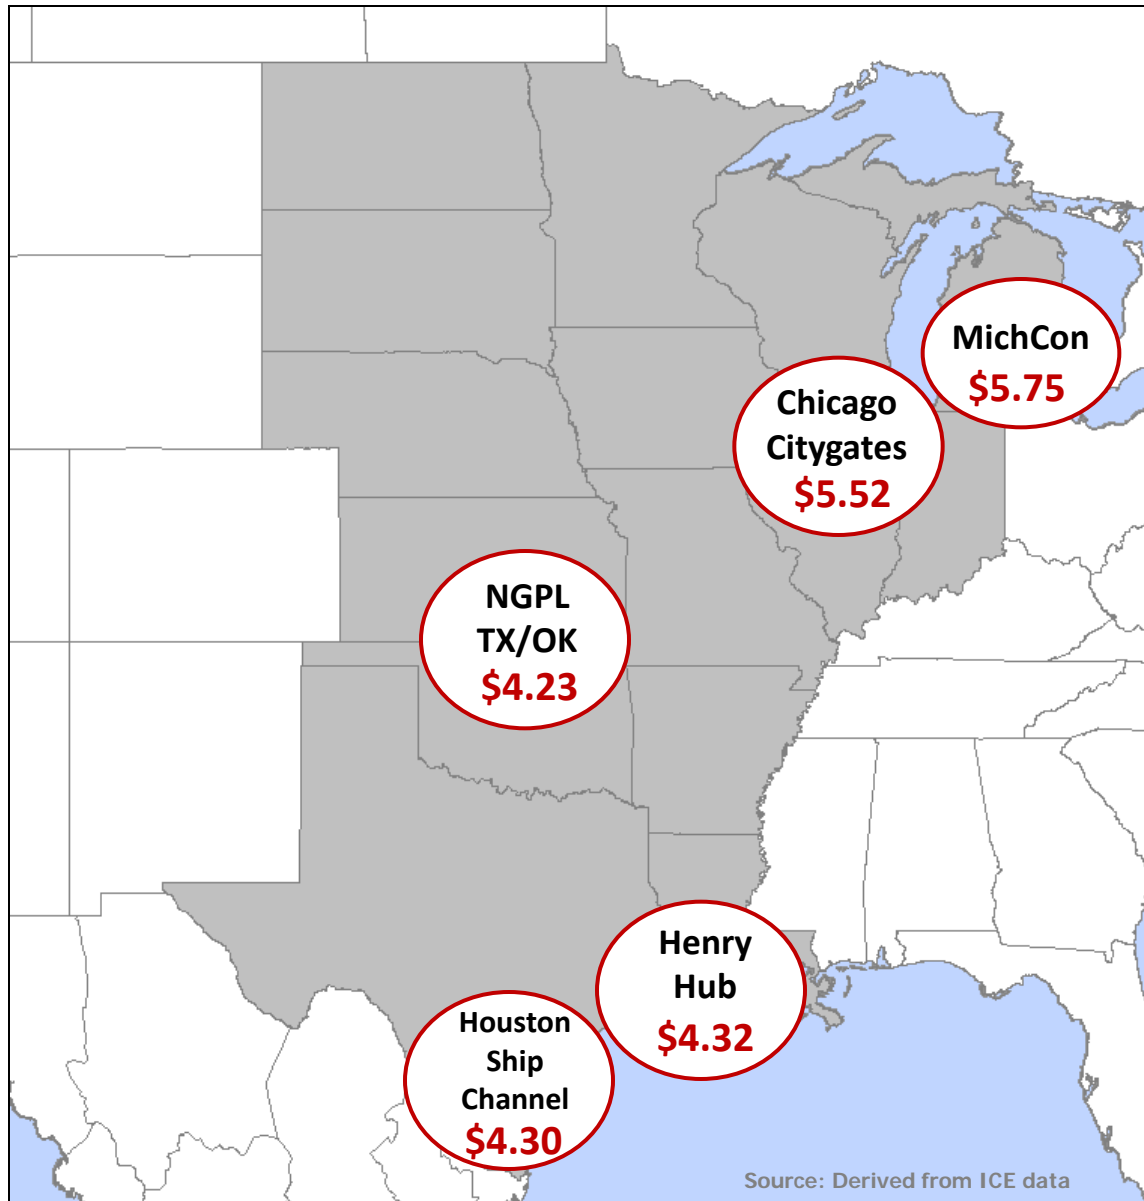 MichCon
$5.75
Chicago
Citygates
$5.52
NGPL
TX/OK
$4.23
Henry
Hub
$4.32
Houston
Ship
Channel
$4.30
Source: Derived from ICE data